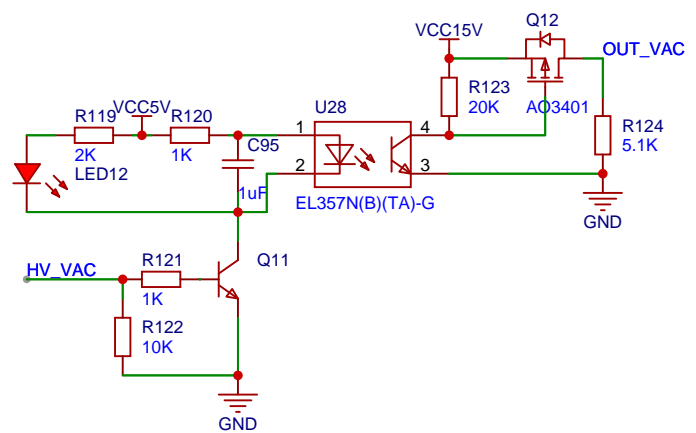 Q12
VCC15V
OUT_VAC
R123
20K
AO3401
R119
VCC5V
R120
U28
2K
1K
C95
1
4
LED12
2
3
1uF
EL357N(B)(TA)-G
R124
5.1K
GND
HV_VAC
R121
Q11
1K
R122
10K
GND